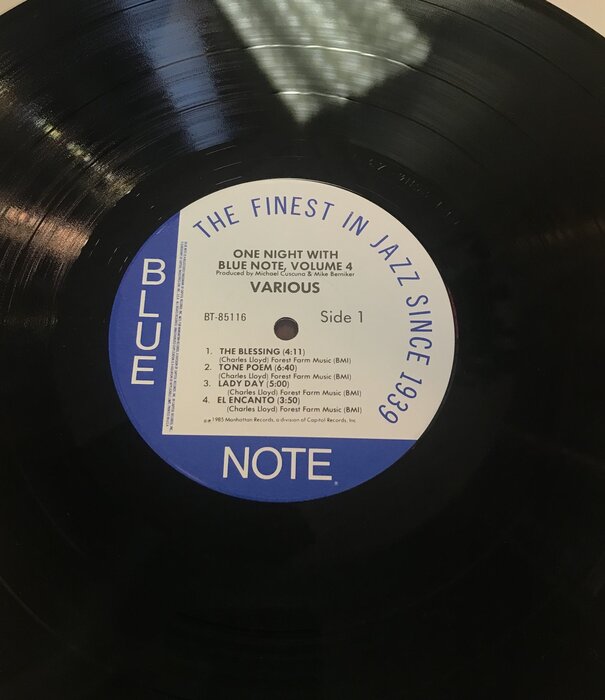 THE FINEST IN JAZZ SINCE 1939
BLUE
ONE NIGHT WITH
BLUE NOTE, VOLUME 4
Produced by Michael Cuscuna & Mike Berniker
VARIOUS
BT-85116 Side 1
1. THE BLESSING (4:11)
(Charles Lloyd) Forest Farm Music (BMI)
2. TONE POEM (6:40)
(Charles Lloyd) Forest Farm Music (BMI)
3. LADY DAY (5:00)
(Charles Lloyd) Forest Farm Music (BMI)
4. EL ENCANTO (3:50)
(Charles Lloyd) Forest Farm Music (BMI)
℗© 1985 Manhattan Records, a division of Capitol Records, Inc.
NOTE®